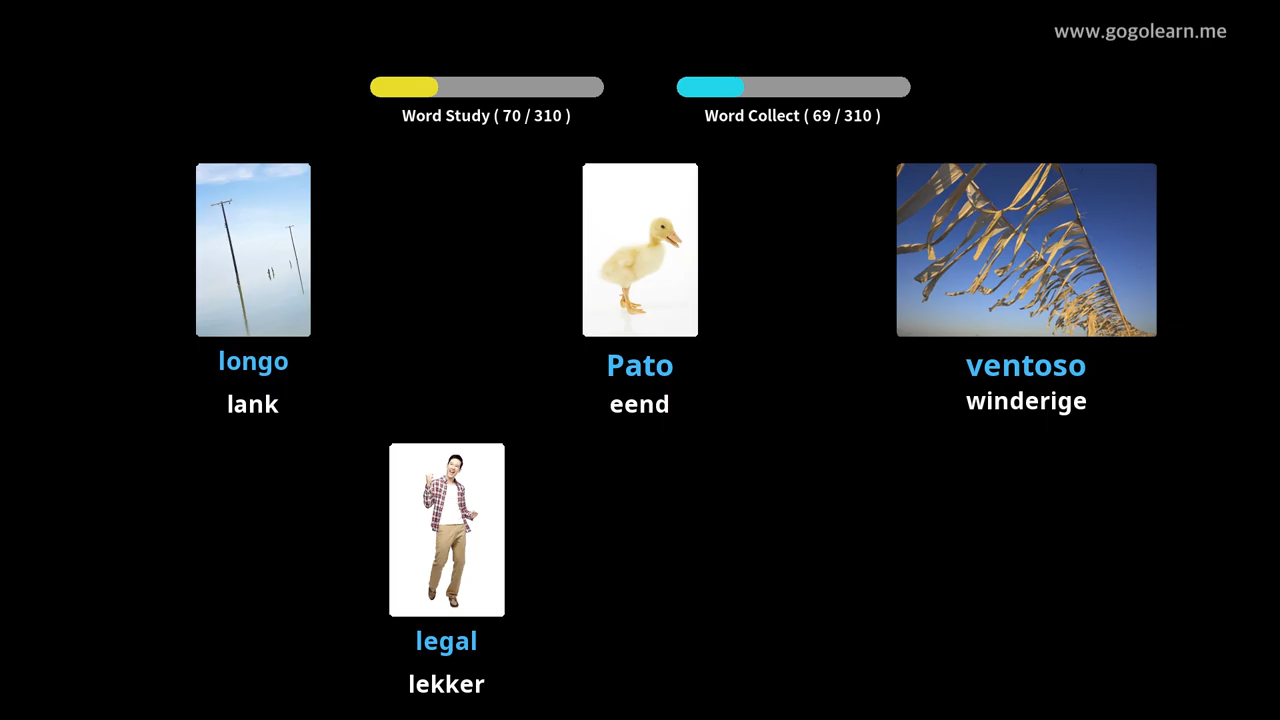 www.gogolearn.me
Word Study ( 70 / 310 )
Word Collect ( 69 / 310 )
longo
lank
Pato
eend
ventoso
winderige
legal
lekker